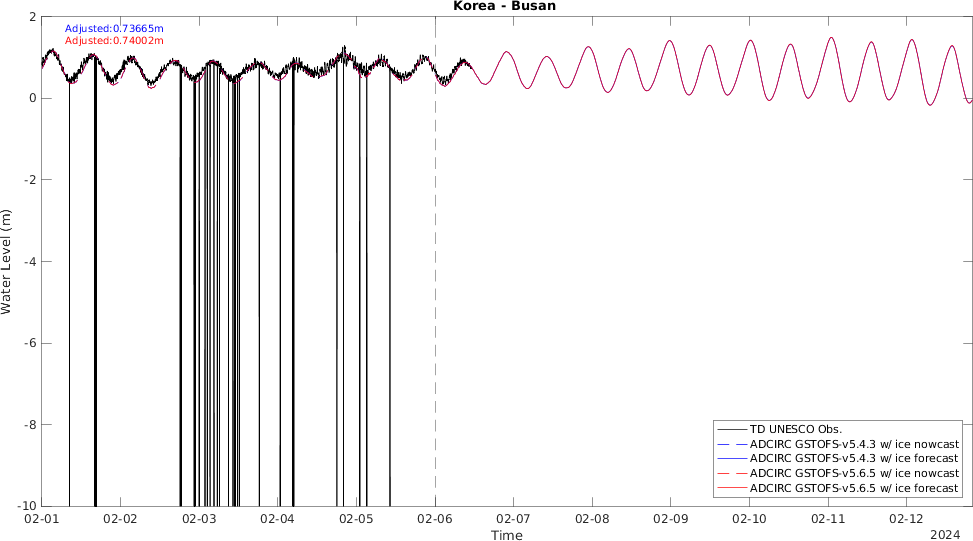 Korea - Busan
Adjusted:0.73665m
Adjusted:0.74002m
Water Level (m)
2
0
-2
-4
-6
-8
-10
TD UNESCO Obs.
ADCIRC GSTOFS-v5.4.3 w/ ice nowcast
ADCIRC GSTOFS-v5.4.3 w/ ice forecast
ADCIRC GSTOFS-v5.6.5 w/ ice nowcast
ADCIRC GSTOFS-v5.6.5 w/ ice forecast
02-01 02-02 02-03 02-04 02-05 02-06 02-07 02-08 02-09 02-10 02-11 02-12
Time
2024